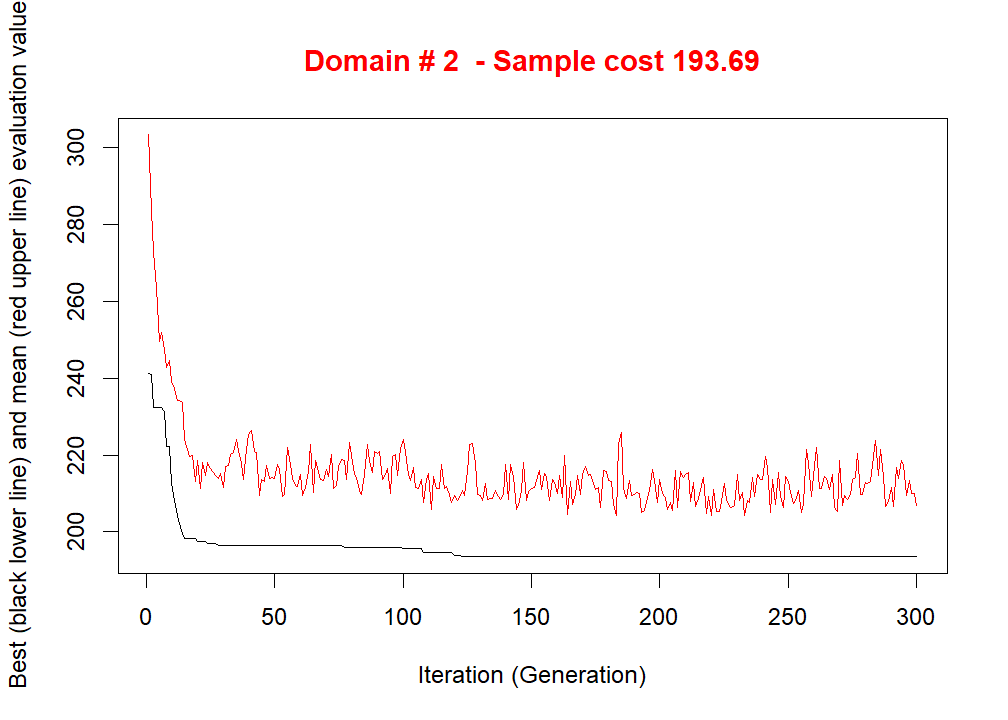 Domain # 2  - Sample cost 193.69
Best (black lower line) and mean (red upper line) evaluation value
300
280
260
240
220
200
0 50 100 150 200 250 300
Iteration (Generation)